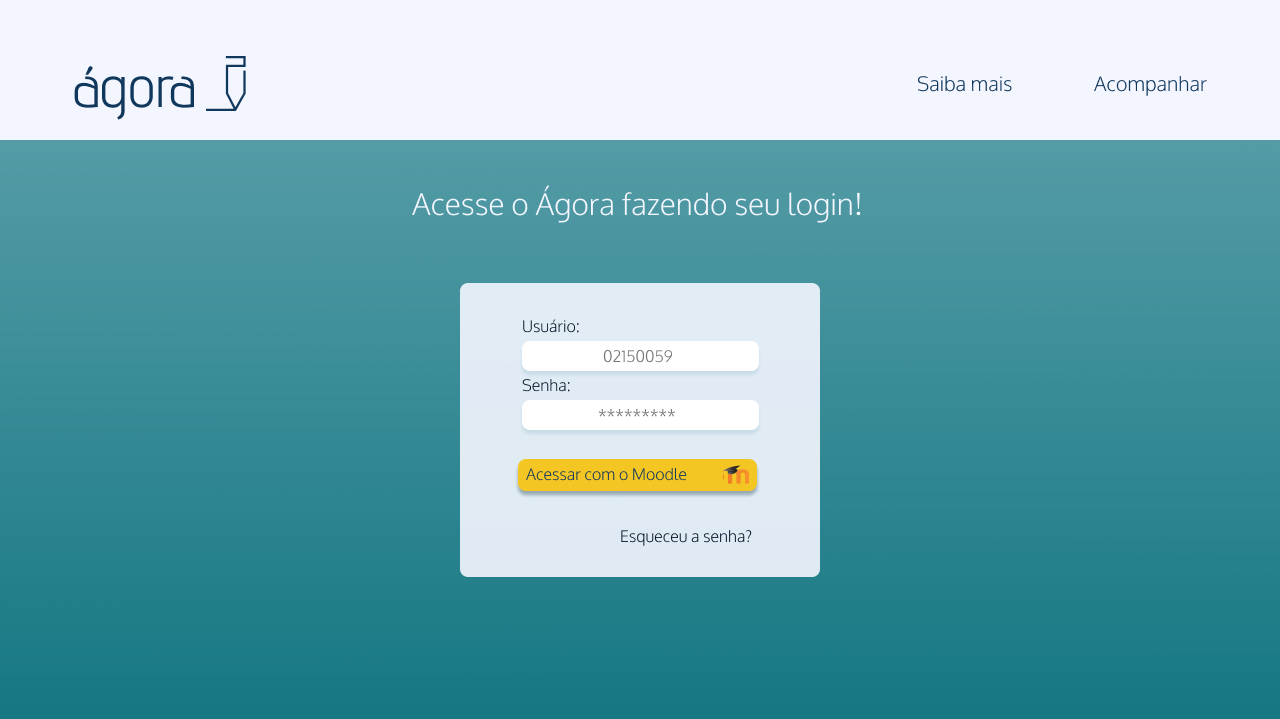 ágora
Saiba mais
Acompanhar
Acesse o Ágora fazendo seu login!
Usuário:
02150059
Senha:
*********
Acessar com o Moodle
m
Esqueceu a senha?